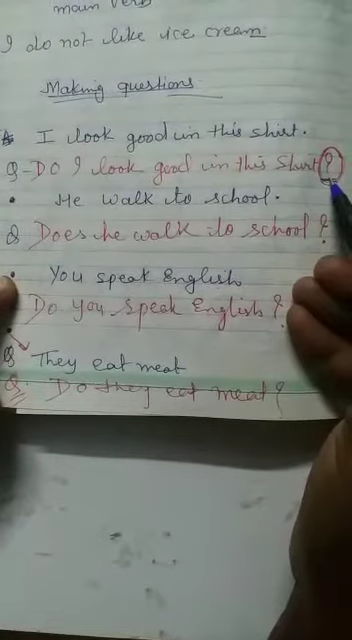 main verb
I do not like ice cream
Making questions
I look good in this shirt.
Q-DO I look good in this Shirt?
• He walk to school.
Q Does he walk to school?
• You speak English
Do you speak English?
Q They eat meat
Q. Do they eat meat?